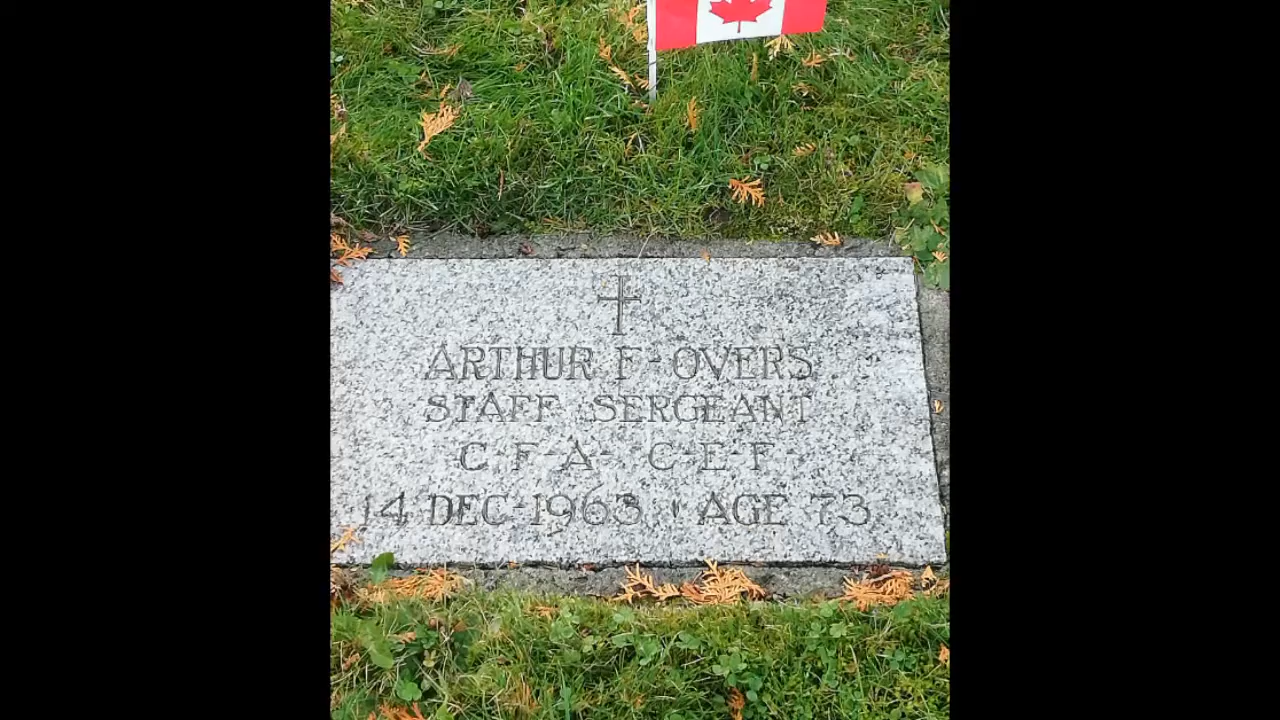 ARTHUR F· OVERS
STAFF SERGEANT
C·F·A· C·E·F·
14 DEC·1963 · AGE 73